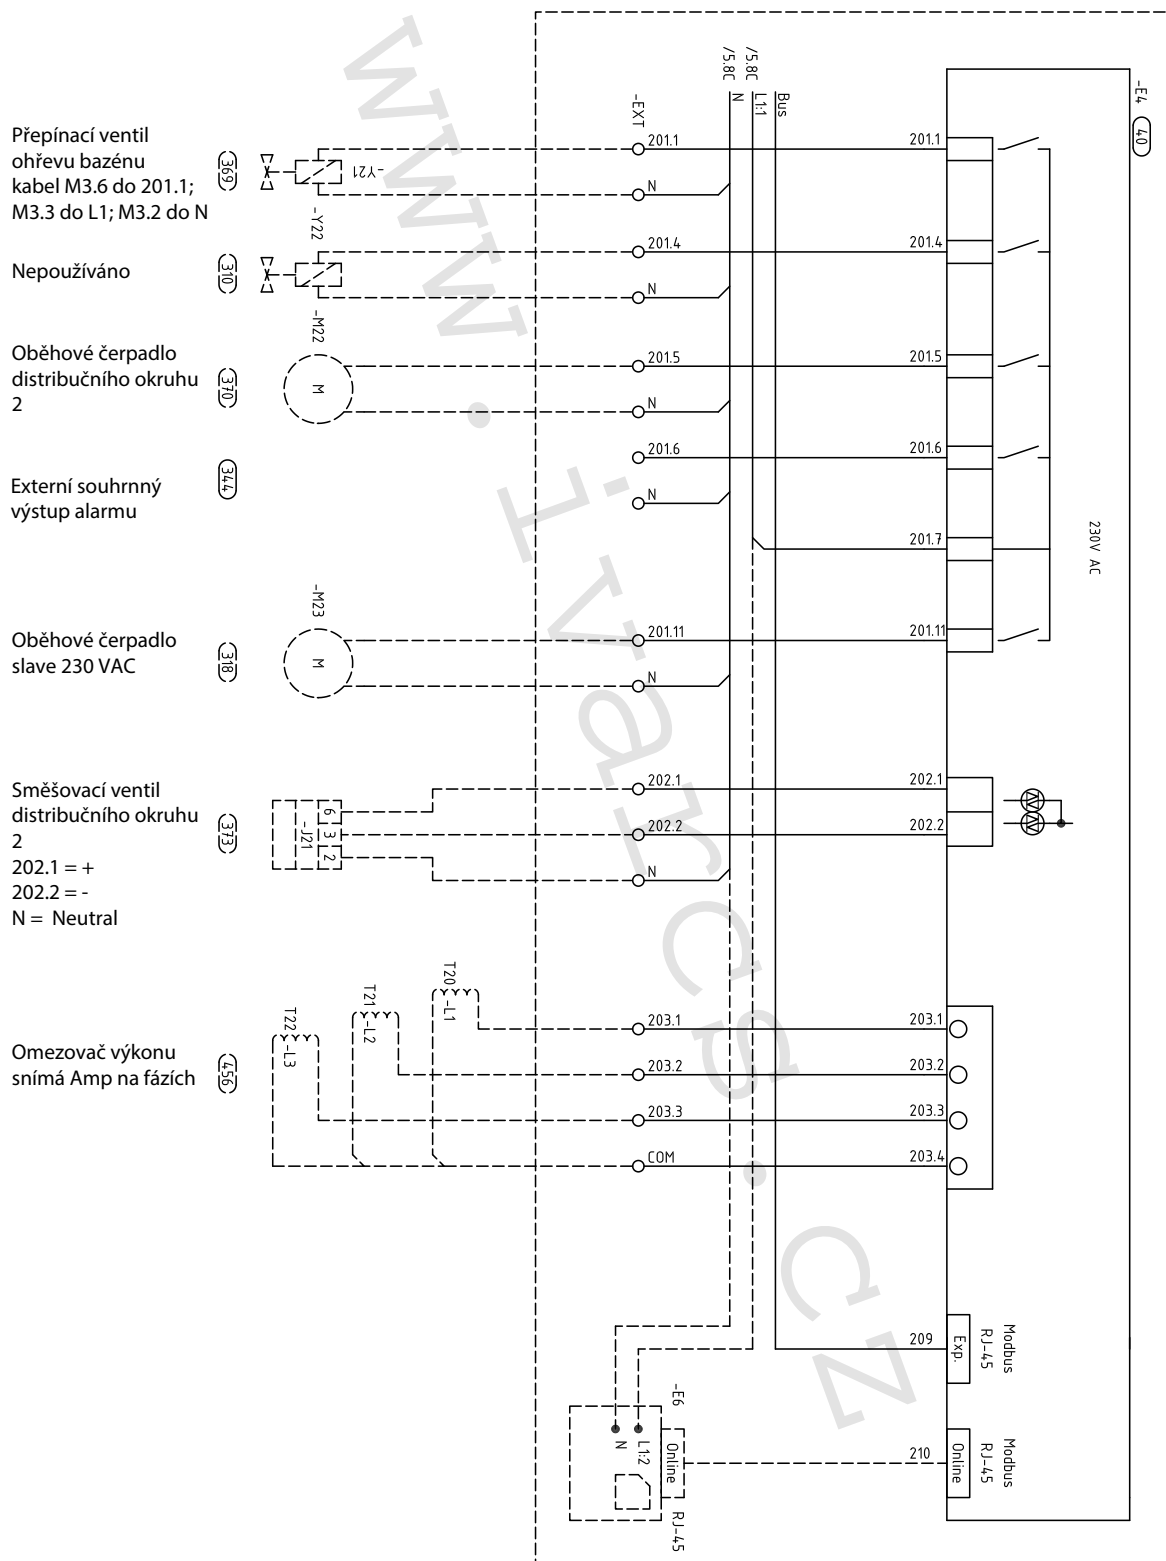 -E4
40
/5.8C
/5.8C
N
L1:1
Bus
-EXT
Přepínací ventil
ohřevu bazénu
kabel M3.6 do 201.1;
M3.3 do L1; M3.2 do N
369
-Y21
201.1
201.1
N
-Y22
Nepoužíváno
310
201.4
201.4
N
-M22
Oběhové čerpadlo
distribučního okruhu
2
370
M
201.5
201.5
N
Externí souhrnný
výstup alarmu
344
201.6
201.6
N
201.7
230V AC
-M23
Oběhové čerpadlo
slave 230 VAC
318
M
201.11
201.11
N
Směšovací ventil
distribučního okruhu
2
202.1 = +
202.2 = -
N = Neutral
373
-J21
6
3
2
202.1
202.1
202.2
202.2
N
Omezovač výkonu
snímá Amp na fázích
456
T20
-L1
T21
-L2
T22
-L3
203.1
203.1
203.2
203.2
203.3
203.3
COM
203.4
209
Exp.
Modbus
RJ-45
210
Online
Modbus
RJ-45
-E6
N
L1:2
Online
RJ-45
www.ivarcs.cz